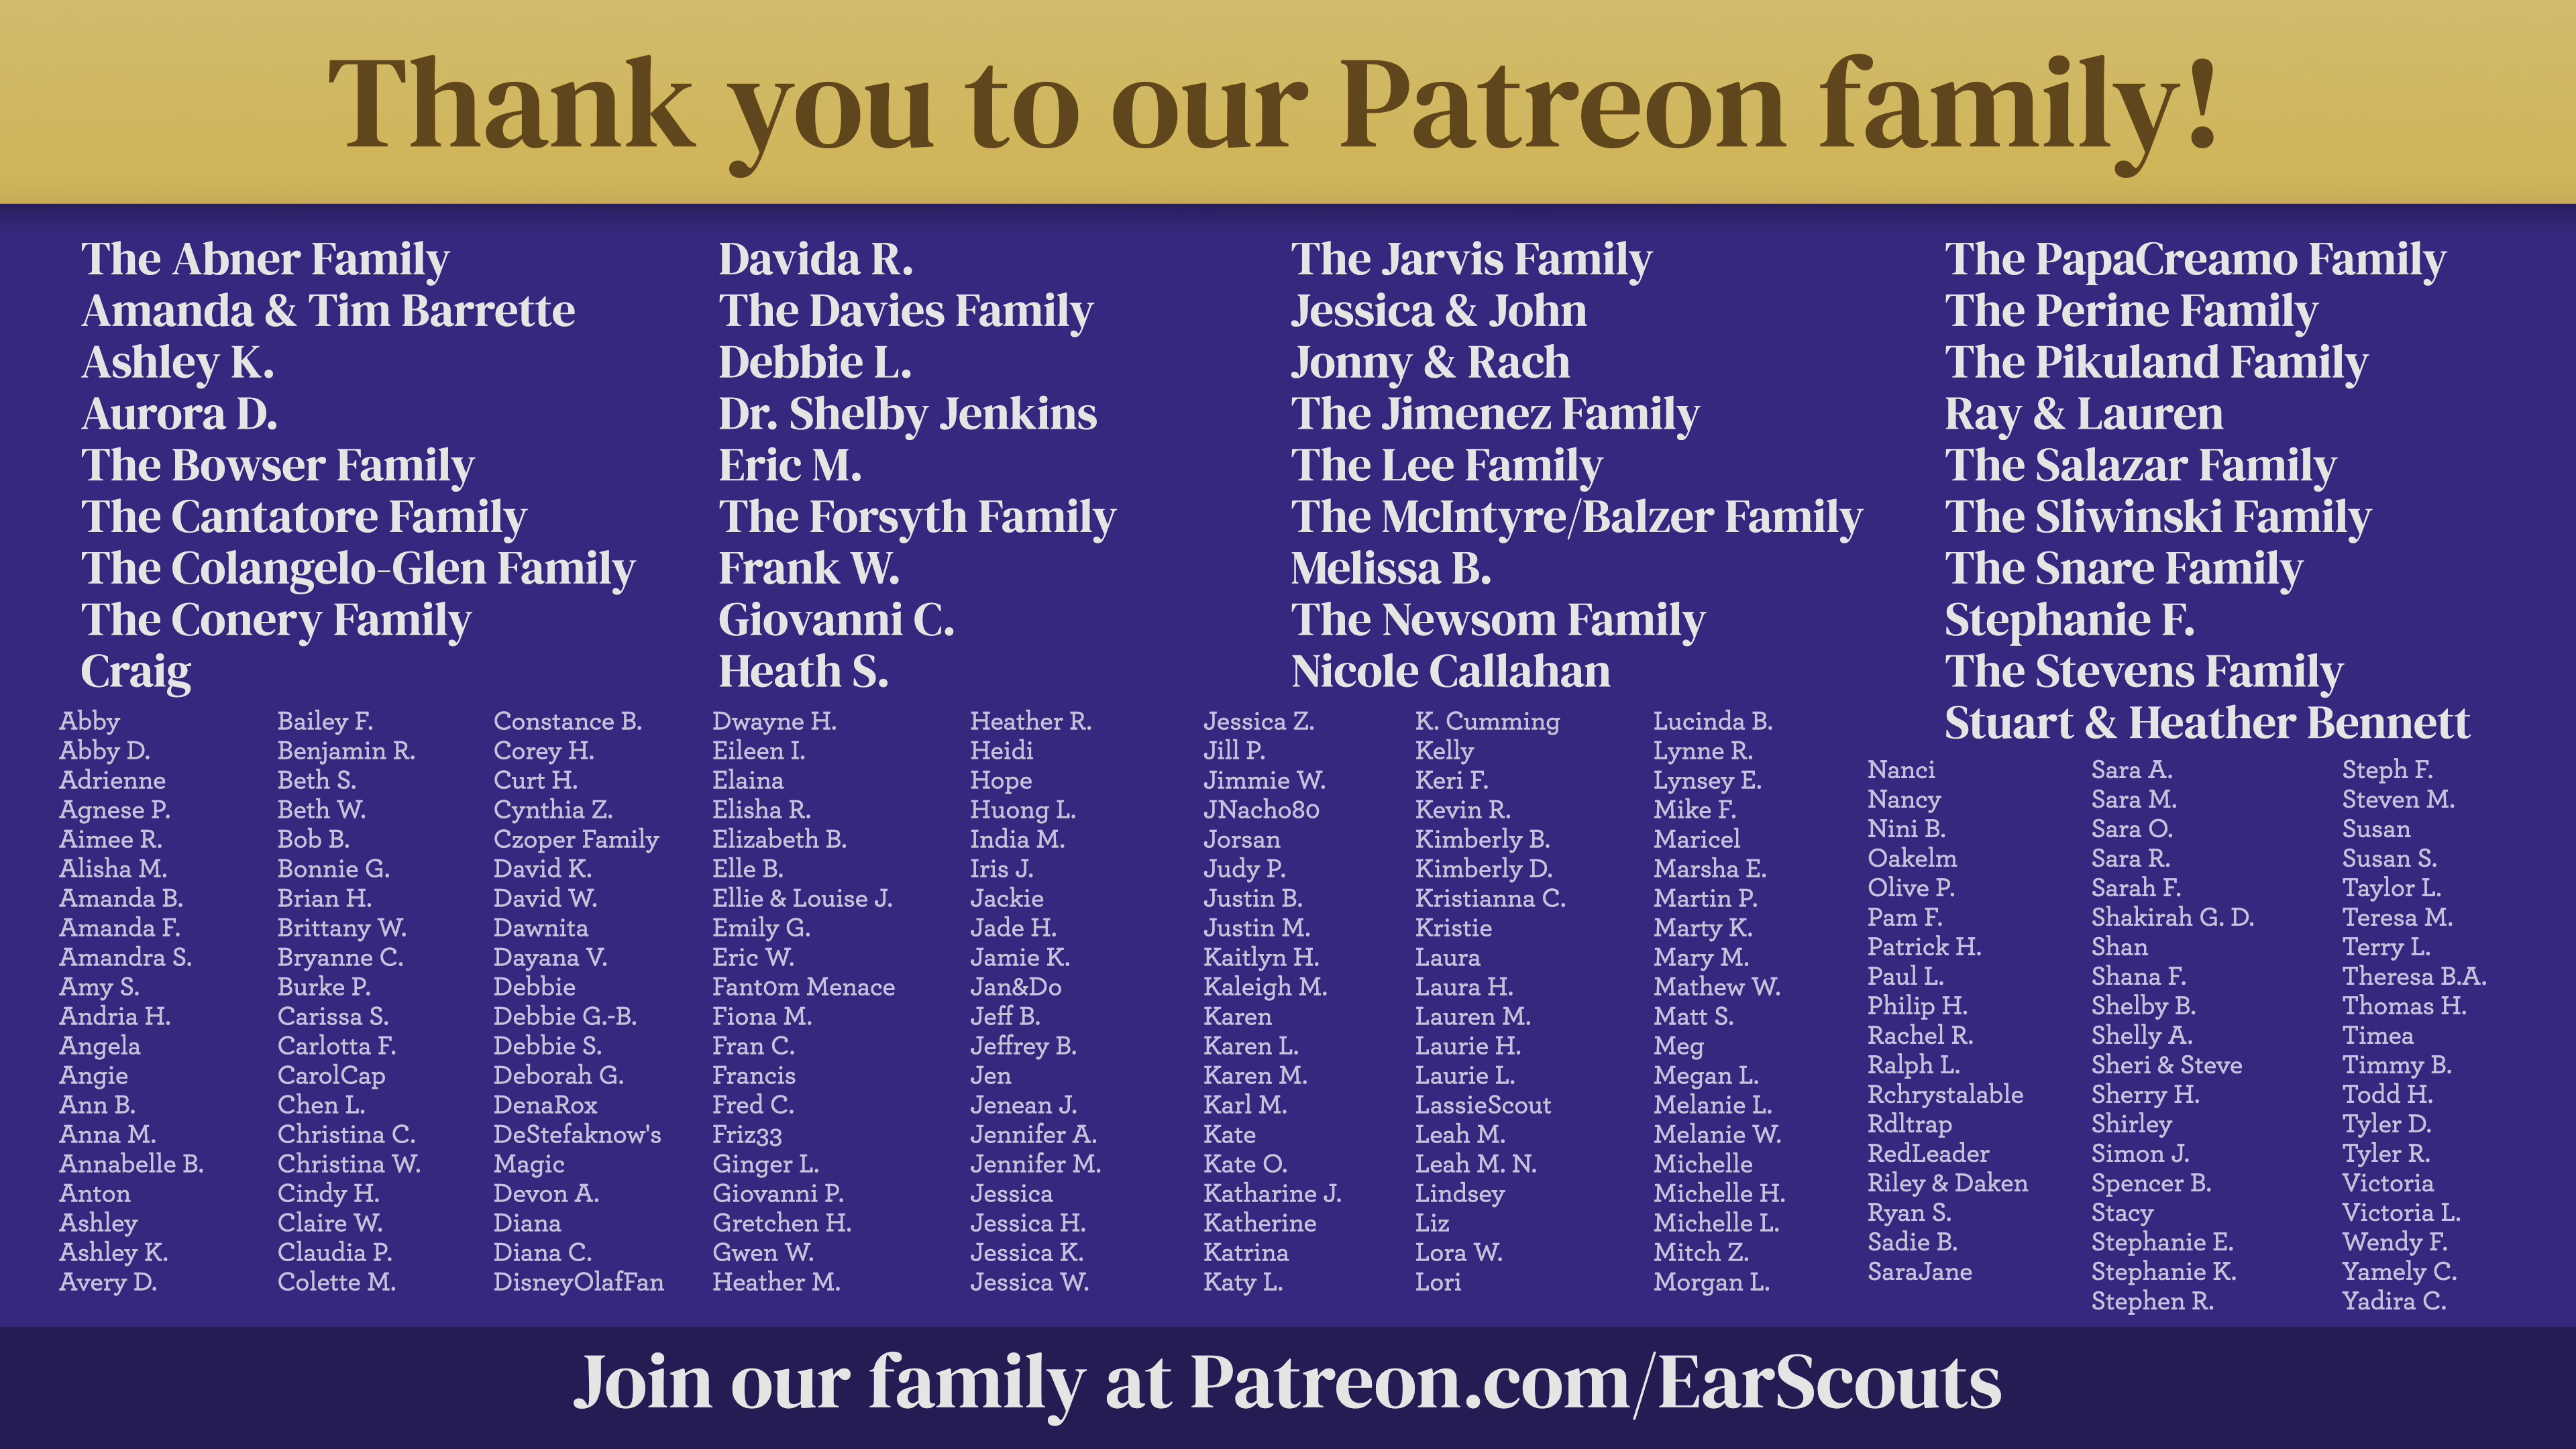 Thank you to our Patreon family!
The Abner Family
Amanda & Tim Barrette
Ashley K.
Aurora D.
The Bowser Family
The Cantatore Family
The Colangelo-Glen Family
The Conery Family
Craig
Davida R.
The Davies Family
Debbie L.
Dr. Shelby Jenkins
Eric M.
The Forsyth Family
Frank W.
Giovanni C.
Heath S.
The Jarvis Family
Jessica & John
Jonny & Rach
The Jimenez Family
The Lee Family
The McIntyre/Balzer Family
Melissa B.
The Newsom Family
Nicole Callahan
The PapaCreamo Family
The Perine Family
The Pikuland Family
Ray & Lauren
The Salazar Family
The Sliwinski Family
The Snare Family
Stephanie F.
The Stevens Family
Stuart & Heather Bennett
Abby
Abby D.
Adrienne
Agnese P.
Aimee R.
Alisha M.
Amanda B.
Amanda F.
Amandra S.
Amy S.
Andria H.
Angela
Angie
Ann B.
Anna M.
Annabelle B.
Anton
Ashley
Ashley K.
Avery D.
Bailey F.
Benjamin R.
Beth S.
Beth W.
Bob B.
Bonnie G.
Brian H.
Brittany W.
Bryanne C.
Burke P.
Carissa S.
Carlotta F.
CarolCap
Chen L.
Christina C.
Christina W.
Cindy H.
Claire W.
Claudia P.
Colette M.
Constance B.
Corey H.
Curt H.
Cynthia Z.
Czoper Family
David K.
David W.
Dawnita
Dayana V.
Debbie
Debbie G.-B.
Debbie S.
Deborah G.
DenaRox
DeStefaknow's
Magic
Devon A.
Diana
Diana C.
DisneyOlafFan
Dwayne H.
Eileen I.
Elaina
Elisha R.
Elizabeth B.
Elle B.
Ellie & Louise J.
Emily G.
Eric W.
Fant0m Menace
Fiona M.
Fran C.
Francis
Fred C.
Friz33
Ginger L.
Giovanni P.
Gretchen H.
Gwen W.
Heather M.
Heather R.
Heidi
Hope
Huong L.
India M.
Iris J.
Jackie
Jade H.
Jamie K.
Jan&Do
Jeff B.
Jeffrey B.
Jen
Jenean J.
Jennifer A.
Jennifer M.
Jessica
Jessica H.
Jessica K.
Jessica W.
Jessica Z.
Jill P.
Jimmie W.
JNacho80
Jorsan
Judy P.
Justin B.
Justin M.
Kaitlyn H.
Kaleigh M.
Karen
Karen L.
Karen M.
Karl M.
Kate
Kate O.
Katharine J.
Katherine
Katrina
Katy L.
K. Cumming
Kelly
Keri F.
Kevin R.
Kimberly B.
Kimberly D.
Kristianna C.
Kristie
Laura
Laura H.
Lauren M.
Laurie H.
Laurie L.
LassieScout
Leah M.
Leah M. N.
Lindsey
Liz
Lora W.
Lori
Lucinda B.
Lynne R.
Lynsey E.
Mike F.
Maricel
Marsha E.
Martin P.
Marty K.
Mary M.
Mathew W.
Matt S.
Meg
Megan L.
Melanie L.
Melanie W.
Michelle
Michelle H.
Michelle L.
Mitch Z.
Morgan L.
Nanci
Nancy
Nini B.
Oakelm
Olive P.
Pam F.
Patrick H.
Paul L.
Philip H.
Rachel R.
Ralph L.
Rchrystalable
Rdltrap
RedLeader
Riley & Daken
Ryan S.
Sadie B.
SaraJane
Sara A.
Sara M.
Sara O.
Sara R.
Sarah F.
Shakirah G. D.
Shan
Shana F.
Shelby B.
Shelly A.
Sheri & Steve
Sherry H.
Shirley
Simon J.
Spencer B.
Stacy
Stephanie E.
Stephanie K.
Stephen R.
Steph F.
Steven M.
Susan
Susan S.
Taylor L.
Teresa M.
Terry L.
Theresa B.A.
Thomas H.
Timea
Timmy B.
Todd H.
Tyler D.
Tyler R.
Victoria
Victoria L.
Wendy F.
Yamely C.
Yadira C.
Join our family at Patreon.com/EarScouts